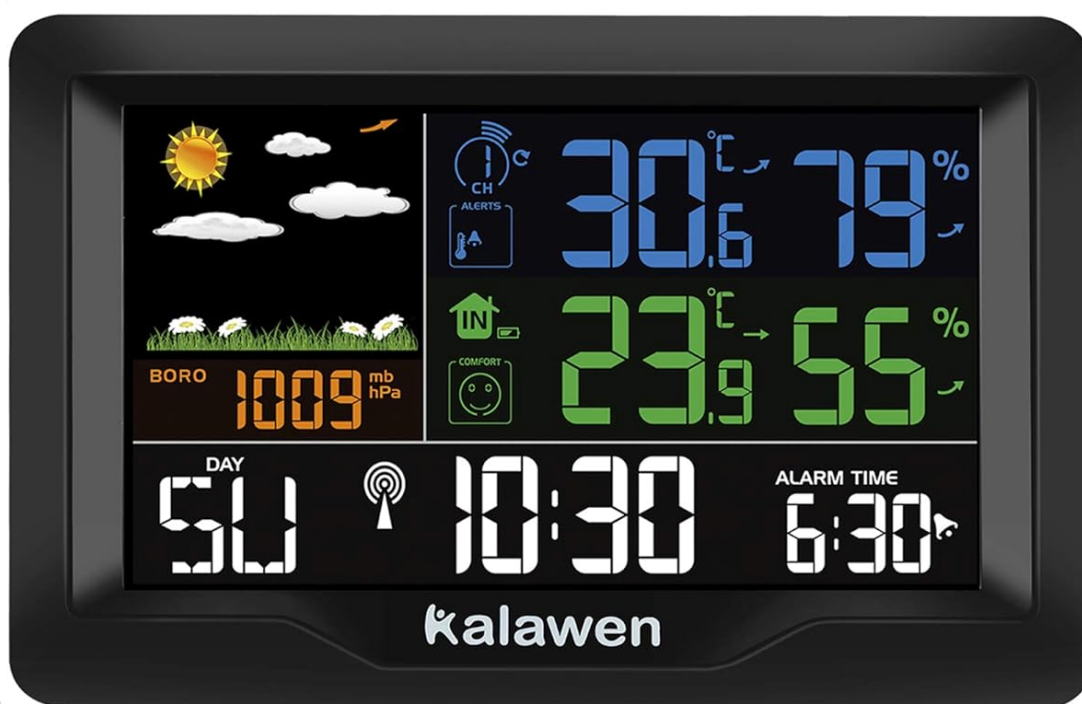 1
CH
ALERTS
30.6 °C 79 %
IN
COMFORT
23.9 °C 55 %
BORO 1009 mb
hPa
DAY
SU 10:30
ALARM TIME
6:30
kalawen